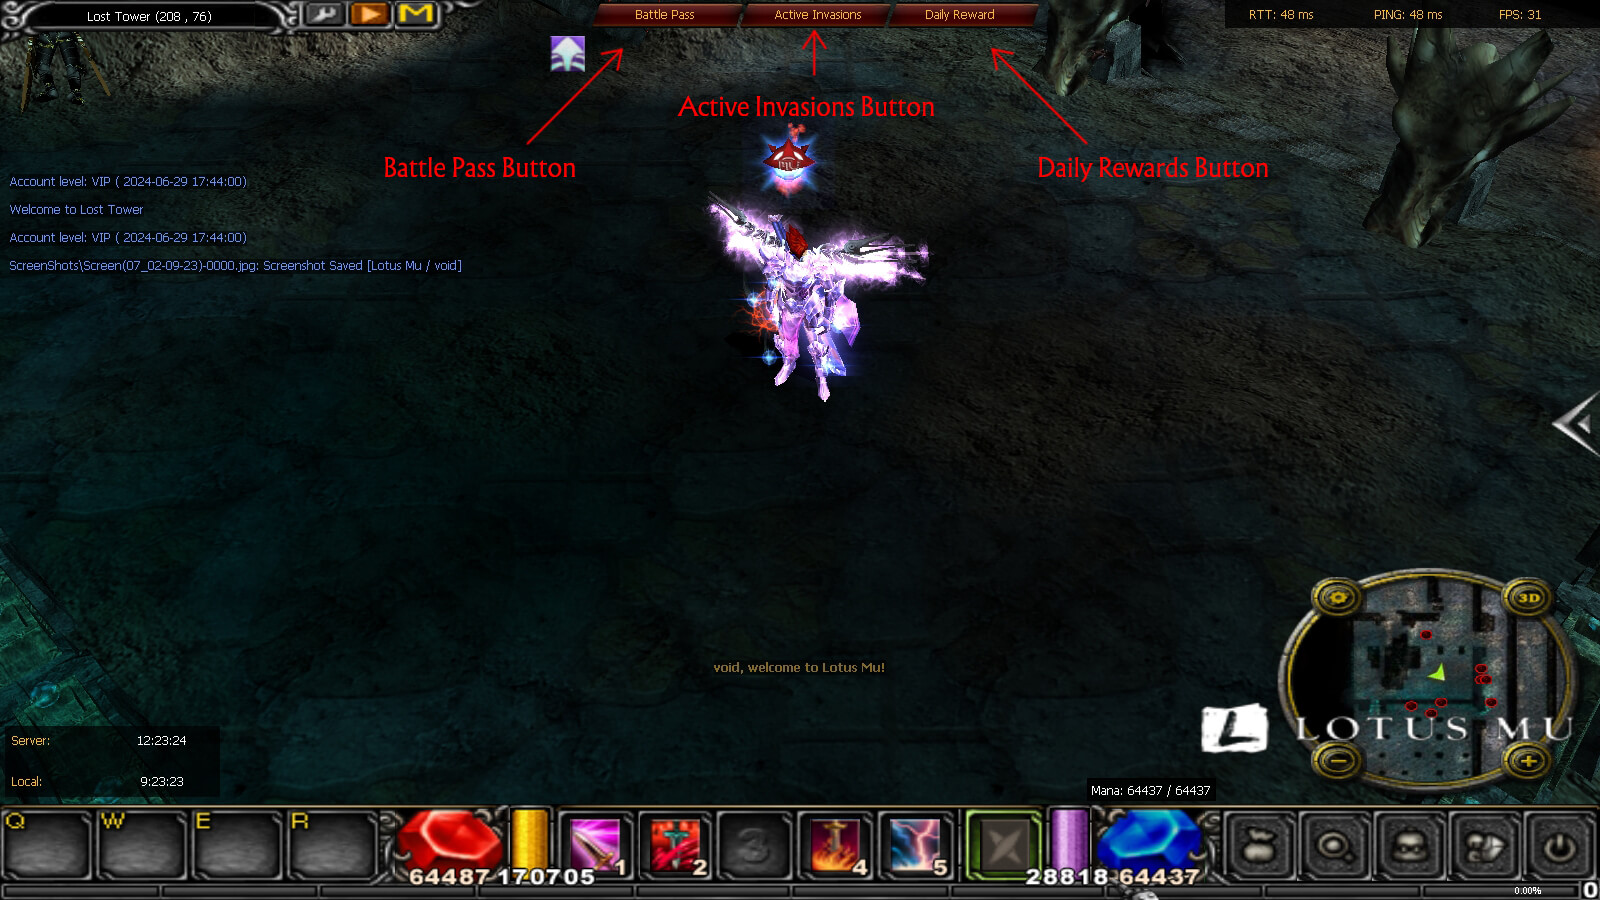 Lost Tower (208 , 76)
Battle Pass
Active Invasions
Daily Reward
RTT: 48 ms
PING: 48 ms
FPS: 31
Active Invasions Button
Battle Pass Button
Daily Rewards Button
Account level: VIP ( 2024-06-29 17:44:00)
Welcome to Lost Tower
Account level: VIP ( 2024-06-29 17:44:00)
ScreenShots\Screen(07_02-09-23)-0000.jpg: Screenshot Saved [Lotus Mu / void]
3D
void, welcome to Lotus Mu!
L LOTUS MU
Server: 12:23:24
Local: 9:23:23
Mana: 64437 / 64437
Q
W
E
R
1
2
3
4
5
64487
170705
28818
64437
0.00%
0